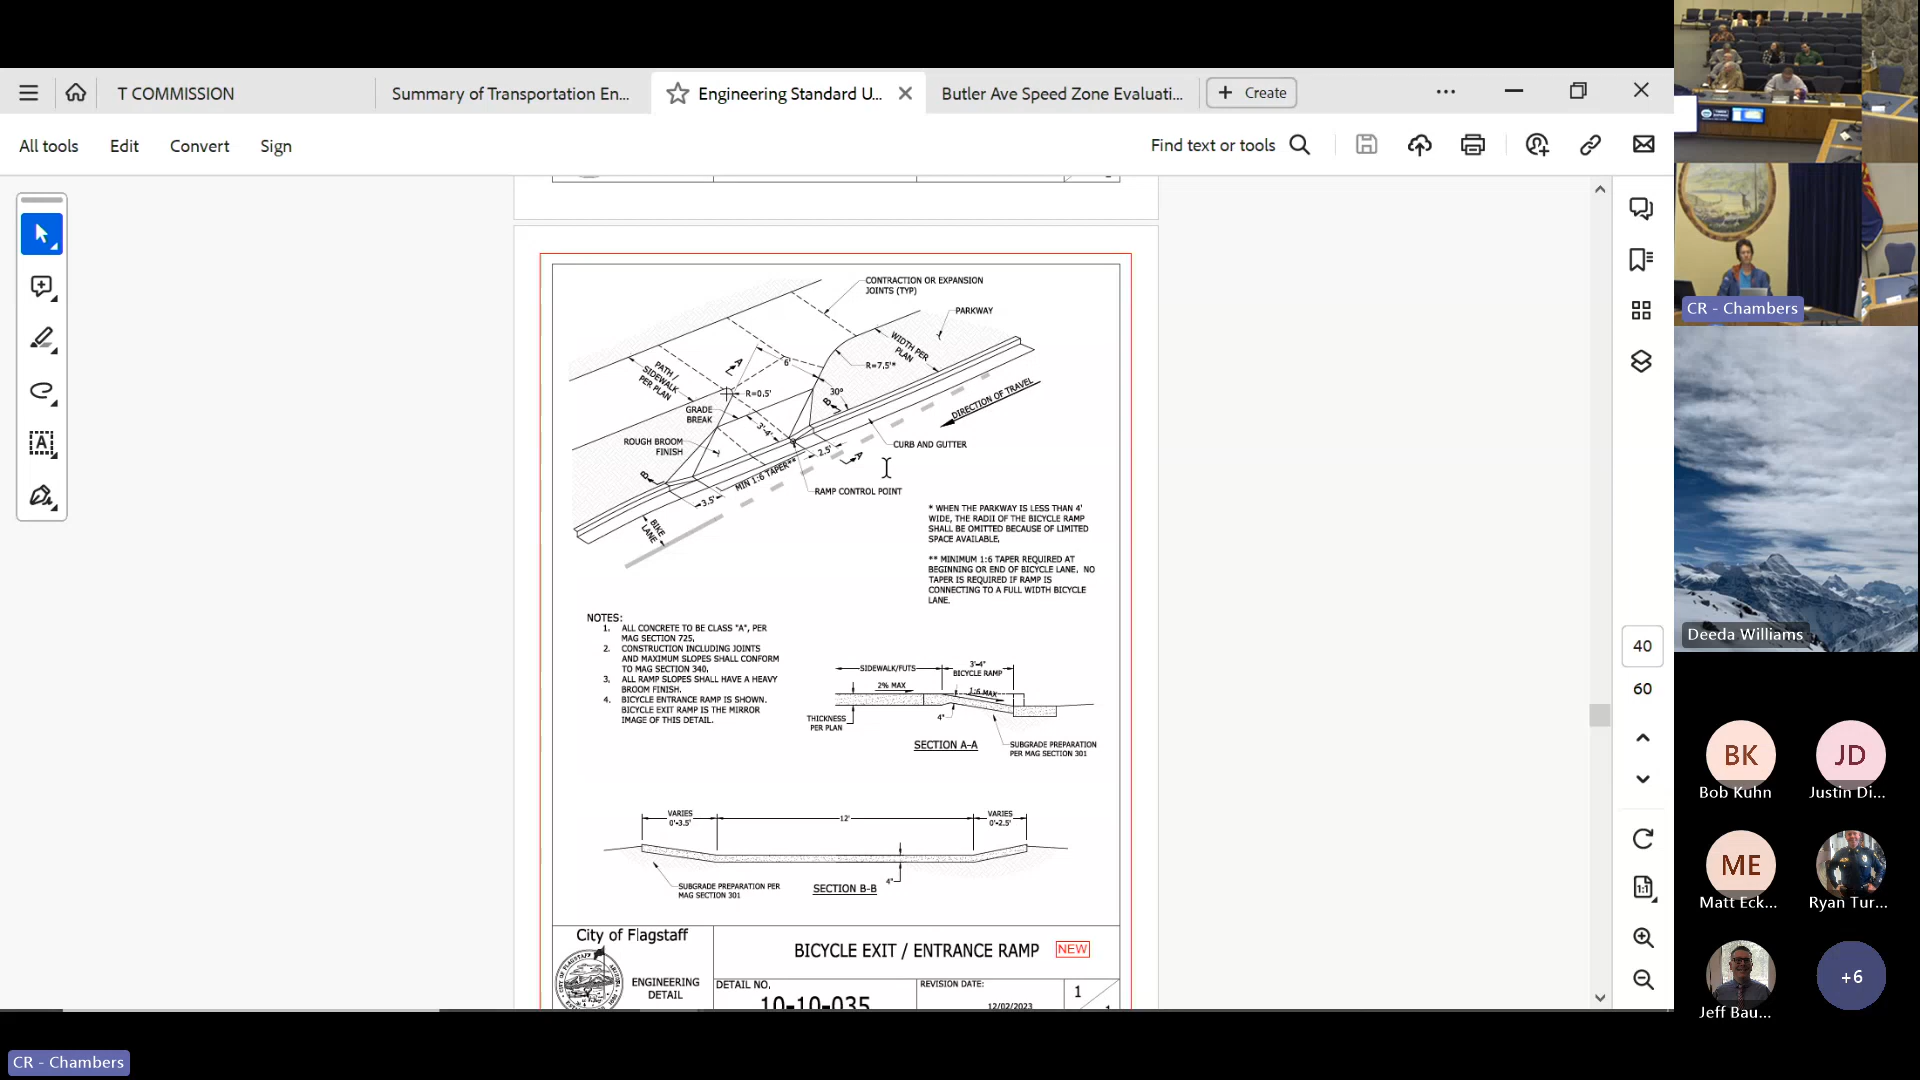 T COMMISSION
Summary of Transportation En...
Engineering Standard U...
Butler Ave Speed Zone Evaluati...
Create
All tools
Edit
Convert
Sign
Find text or tools
CONTRACTION OR EXPANSION
JOINTS (TYP)
PARKWAY
WIDTH PER
PLAN
6'
R=7.5'*
A
PATH /
SIDEWALK
PER PLAN
R=0.5'
30°
B
DIRECTION OF TRAVEL
GRADE
BREAK
3'-4"
ROUGH BROOM
FINISH
CURB AND GUTTER
2.5'
A
B
MIN 1:6 TAPER**
RAMP CONTROL POINT
3.5'
BIKE
LANE
* WHEN THE PARKWAY IS LESS THAN 4'
WIDE, THE RADII OF THE BICYCLE RAMP
SHALL BE OMITTED BECAUSE OF LIMITED
SPACE AVAILABLE.
** MINIMUM 1:6 TAPER REQUIRED AT
BEGINNING OR END OF BICYCLE LANE. NO
TAPER IS REQUIRED IF RAMP IS
CONNECTING TO A FULL WIDTH BICYCLE
LANE.
NOTES:
1. ALL CONCRETE TO BE CLASS "A", PER
MAG SECTION 725.
2. CONSTRUCTION INCLUDING JOINTS
AND MAXIMUM SLOPES SHALL CONFORM
TO MAG SECTION 340.
3. ALL RAMP SLOPES SHALL HAVE A HEAVY
BROOM FINISH.
4. BICYCLE ENTRANCE RAMP IS SHOWN.
BICYCLE EXIT RAMP IS THE MIRROR
IMAGE OF THIS DETAIL.
SIDEWALK/FUTS
3'-4"
BICYCLE RAMP
2% MAX
1:6 MAX
THICKNESS
PER PLAN
4"
SECTION A-A
SUBGRADE PREPARATION
PER MAG SECTION 301
VARIES
0'-3.5'
12'
VARIES
0'-2.5'
SUBGRADE PREPARATION PER
MAG SECTION 301
SECTION B-B
4"
City of Flagstaff
ENGINEERING
DETAIL
BICYCLE EXIT / ENTRANCE RAMP
NEW
DETAIL NO.
10-10-035
REVISION DATE:
12/02/2023
1
40
60
1:1
CR - Chambers
Deeda Williams
BK
Bob Kuhn
JD
Justin Di...
ME
Matt Eck...
Ryan Tur...
Jeff Bau...
+6
CR - Chambers